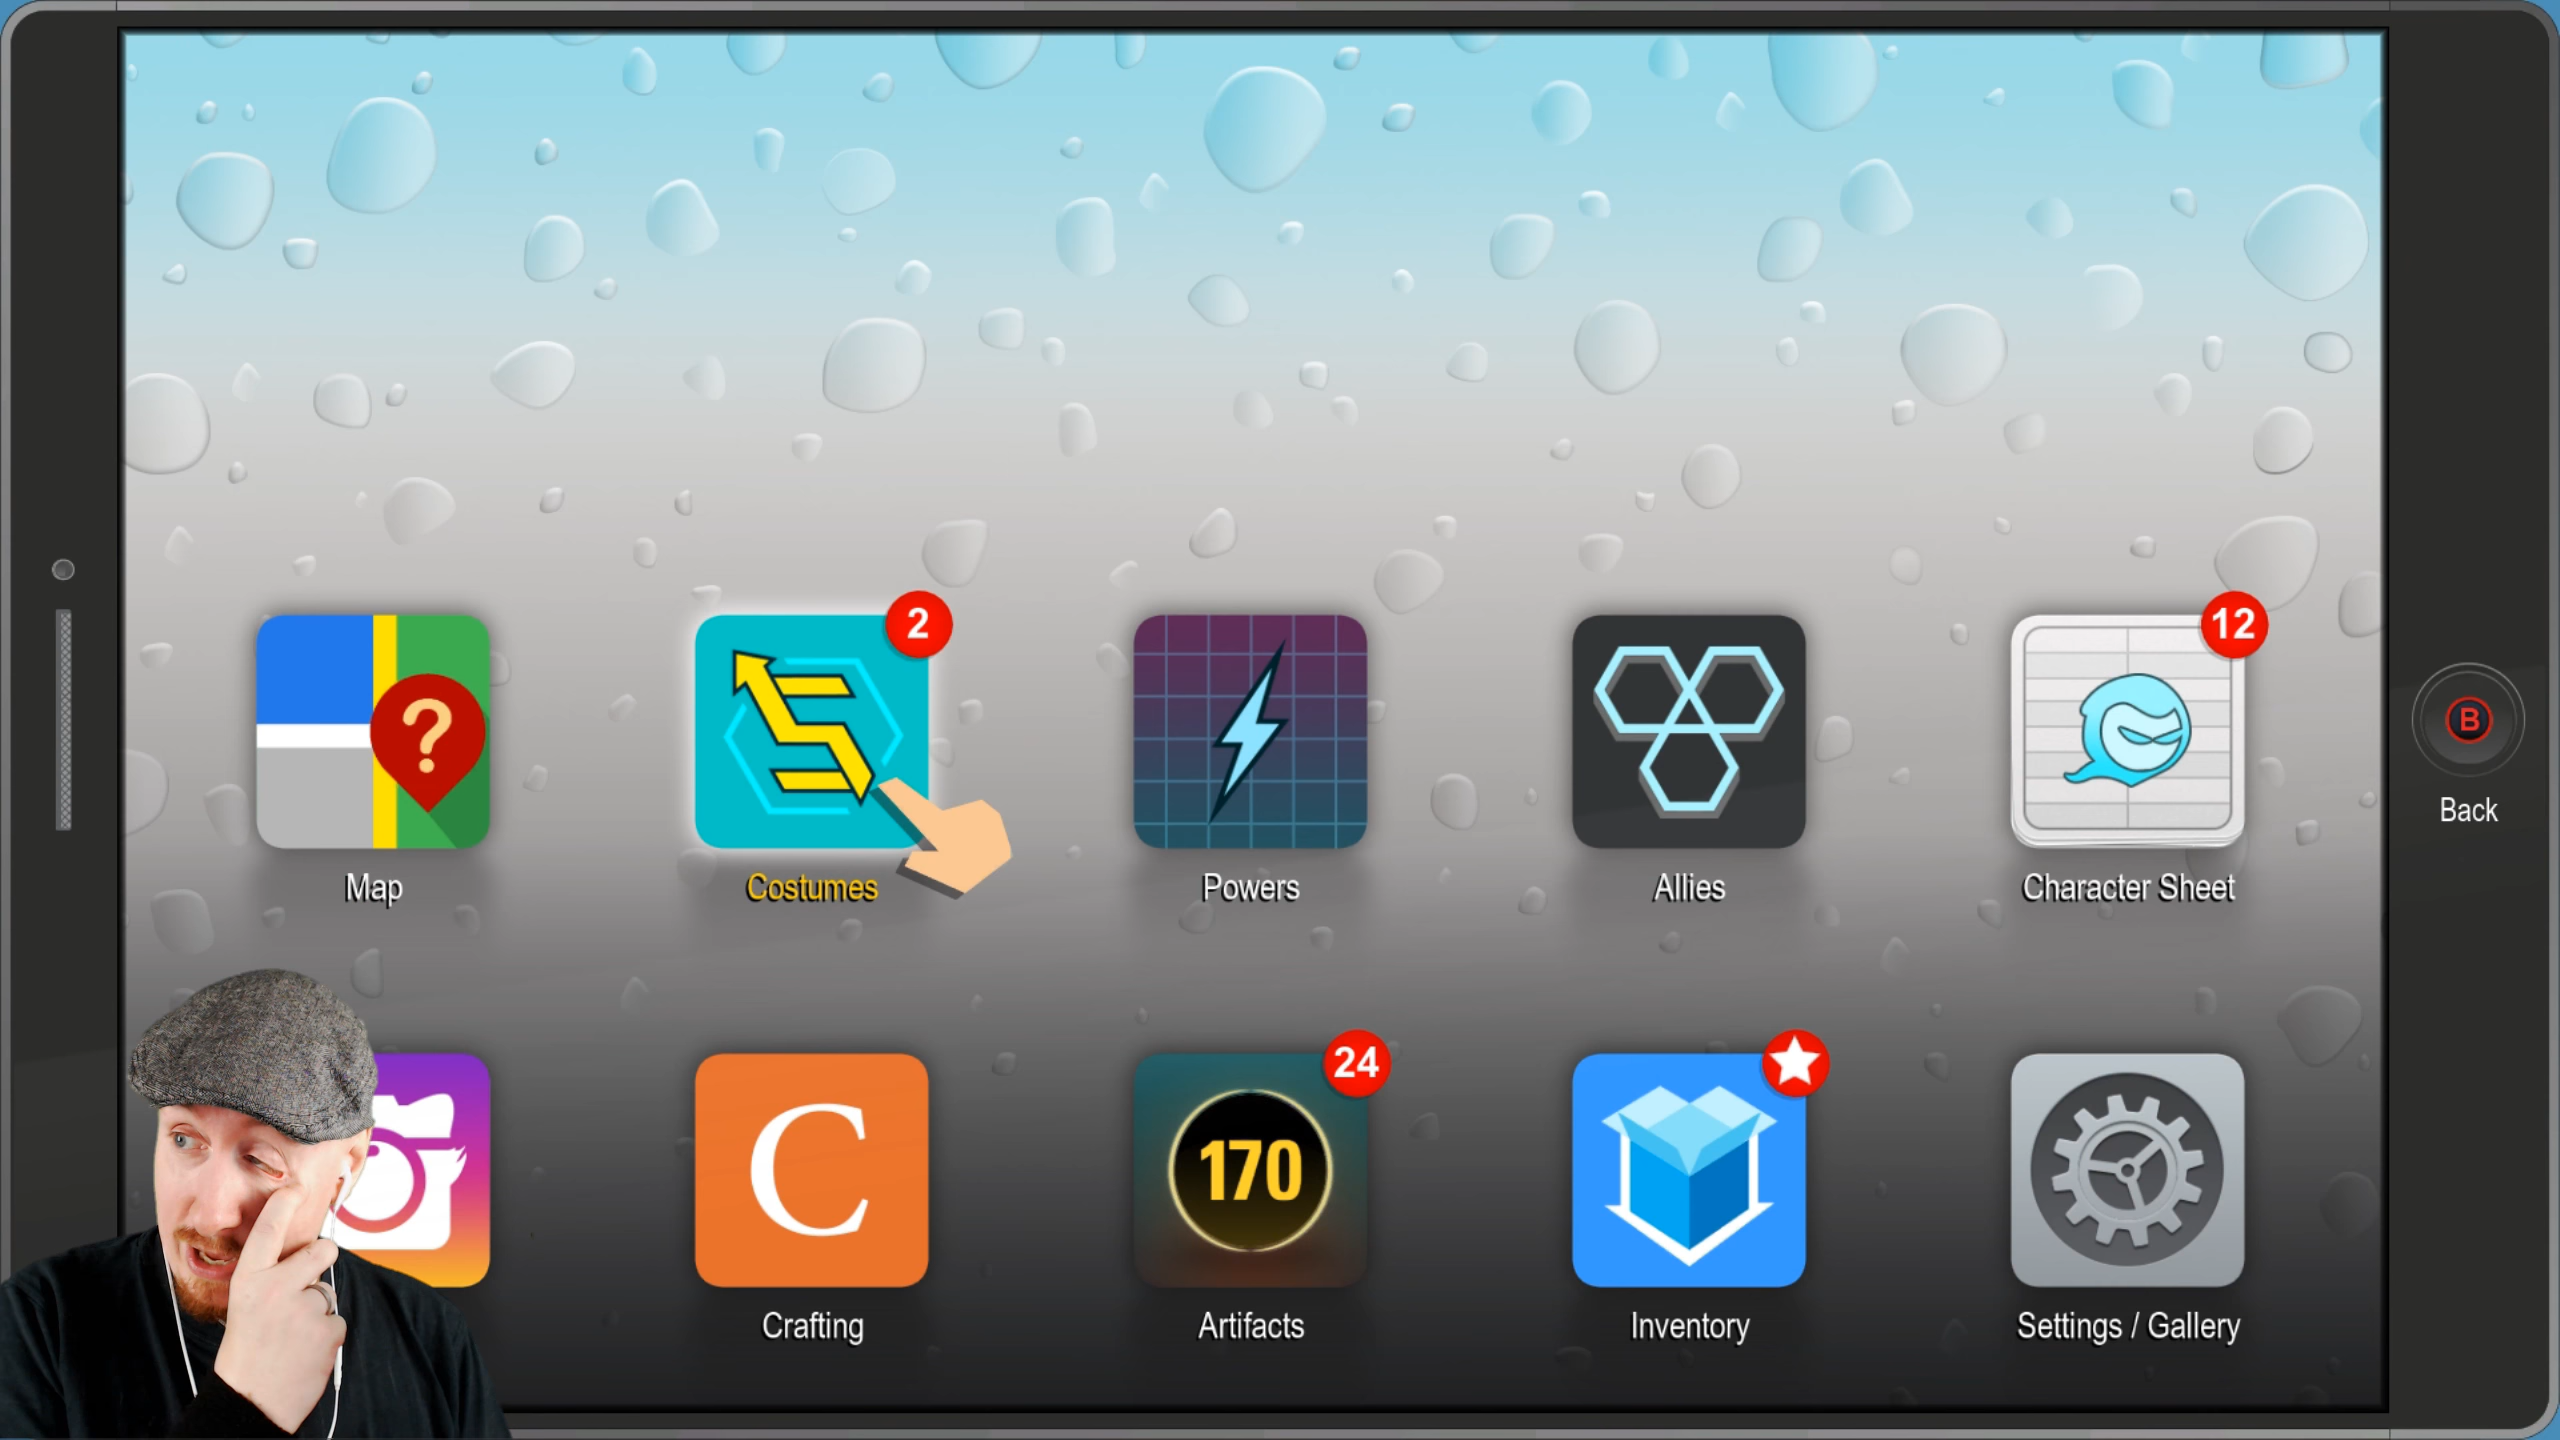 2
12
?
B
Back
Map
Costumes
Powers
Allies
Character Sheet
24
C
170
Crafting
Artifacts
Inventory
Settings / Gallery